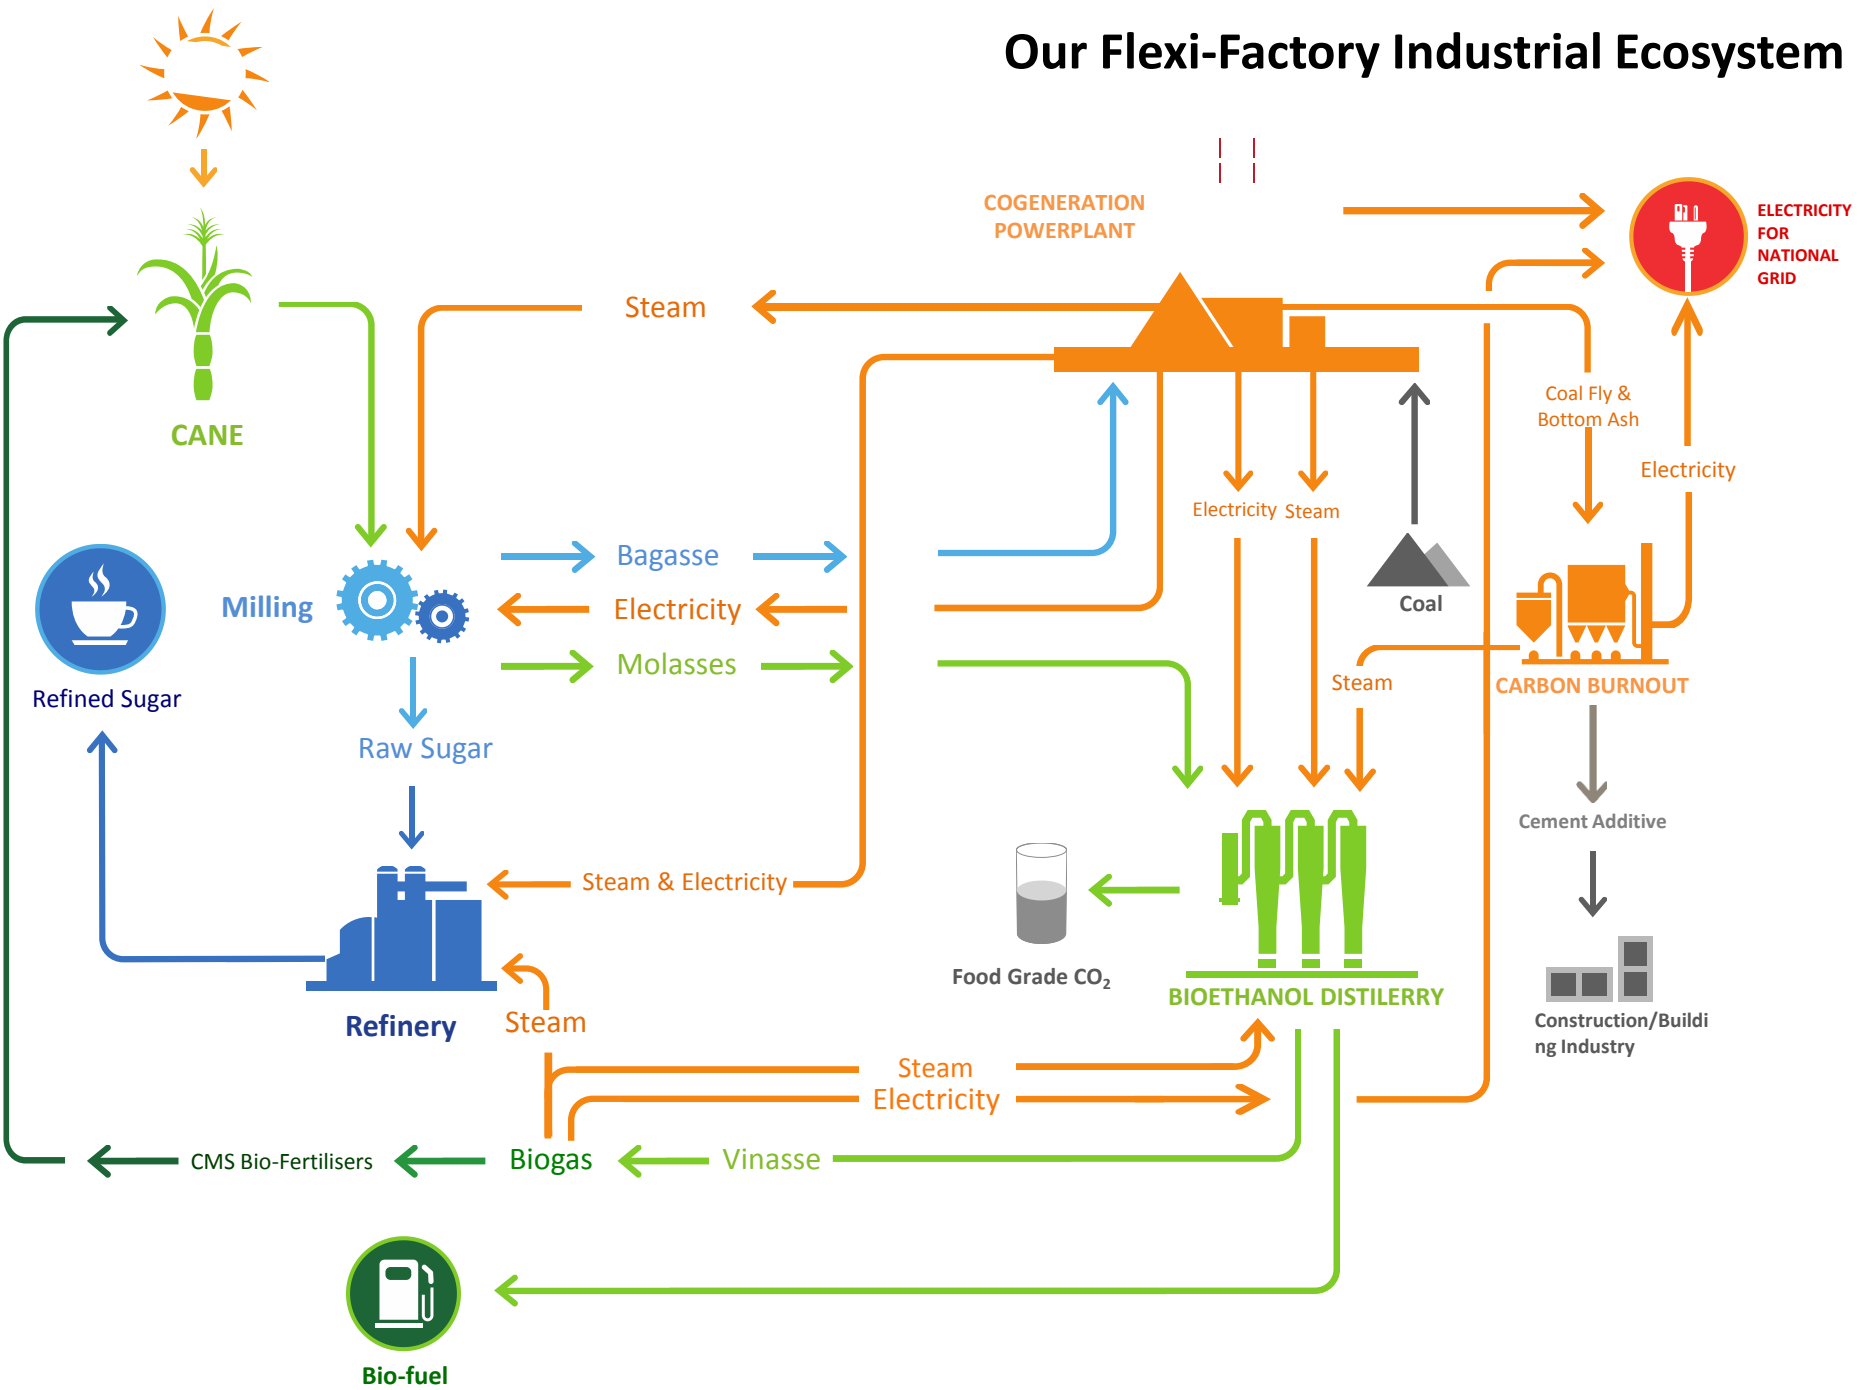 Our Flexi-Factory Industrial Ecosystem
COGENERATION
POWERPLANT
ELECTRICITY
FOR
NATIONAL
GRID
Steam
Coal Fly &
Bottom Ash
CANE
Electricity
Electricity
Steam
Bagasse
Milling
Electricity
Coal
Molasses
Steam
CARBON BURNOUT
Refined Sugar
Raw Sugar
Cement Additive
Steam & Electricity
Food Grade CO₂
BIOETHANOL DISTILERRY
Refinery
Steam
Construction/Buildi
ng Industry
Steam
Electricity
CMS Bio-Fertilisers
Biogas
Vinasse
Bio-fuel